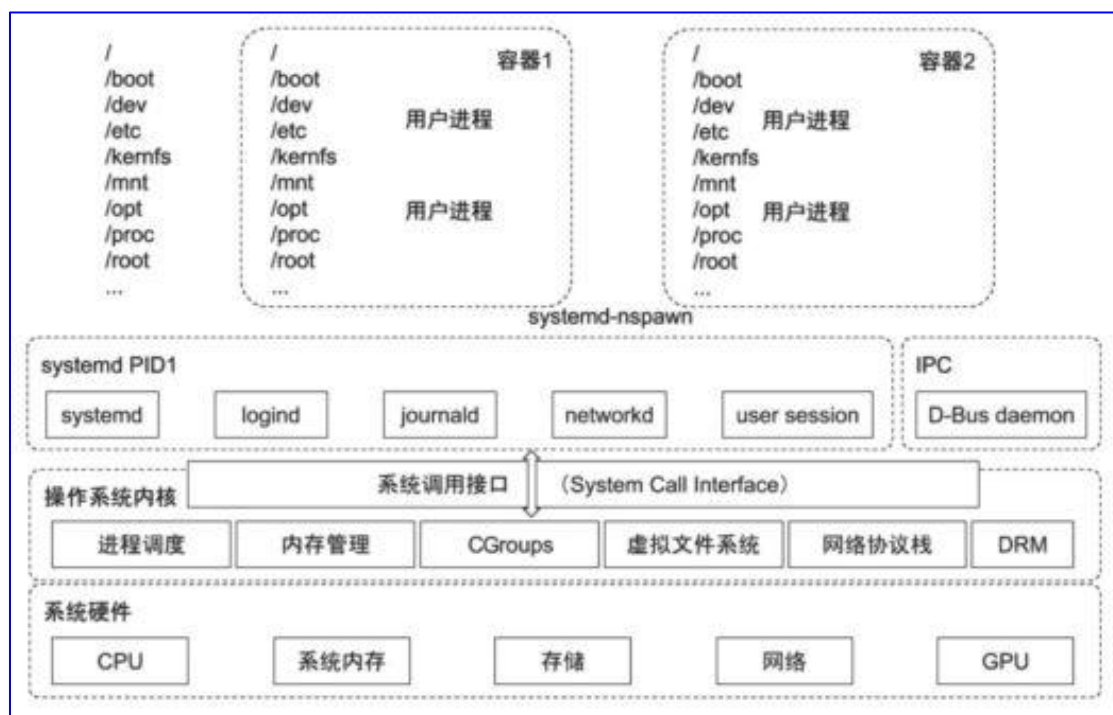 /
/boot
/dev
/etc
/kernfs
/mnt
/opt
/proc
/root
...
容器1
/
/boot
/dev
/etc
/kernfs
/mnt
/opt
/proc
/root
...
用户进程
用户进程
容器2
/
/boot
/dev
/etc
/kernfs
/mnt
/opt
/proc
/root
...
用户进程
用户进程
systemd-nspawn
systemd PID1
systemd
logind
journald
networkd
user session
IPC
D-Bus daemon
操作系统内核
系统调用接口 （System Call Interface）
进程调度
内存管理
CGroups
虚拟文件系统
网络协议栈
DRM
系统硬件
CPU
系统内存
存储
网络
GPU